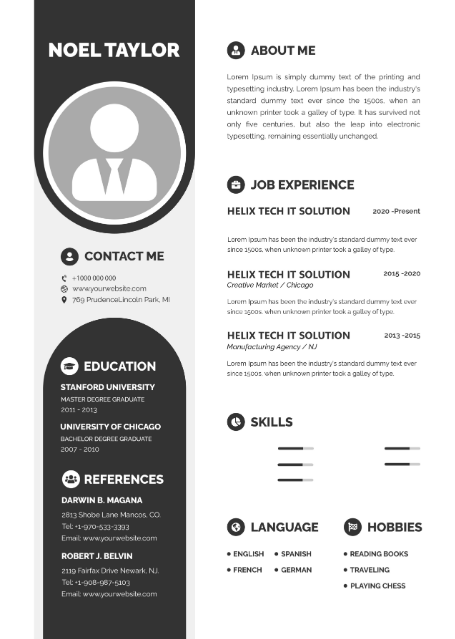 NOEL TAYLOR
CONTACT ME
+1000 000 000
www.yourwebsite.com
769 PrudenceLincoln Park, MI
EDUCATION
STANFORD UNIVERSITY
MASTER DEGREE GRADUATE
2011 - 2013
UNIVERSITY OF CHICAGO
BACHELOR DEGREE GRADUATE
2007 - 2010
REFERENCES
DARWIN B. MAGANA
2813 Shobe Lane Mancos, CO.
Tel: +1-970-533-3393
Email: www.yourwebsite.com
ROBERT J. BELVIN
2119 Fairfax Drive Newark, NJ.
Tel: +1-908-987-5103
Email: www.yourwebsite.com
ABOUT ME
Lorem Ipsum is simply dummy text of the printing and
typesetting industry. Lorem Ipsum has been the industry's
standard dummy text ever since the 1500s, when an
unknown printer took a galley of type. It has survived not
only five centuries, but also the leap into electronic
typesetting, remaining essentially unchanged.
JOB EXPERIENCE
HELIX TECH IT SOLUTION 2020 -Present
Lorem Ipsum has been the industry's standard dummy text ever
since 1500s, when unknown printer took a galley of type.
HELIX TECH IT SOLUTION 2015 -2020
Creative Market / Chicago
Lorem Ipsum has been the industry's standard dummy text ever
since 1500s, when unknown printer took a galley of type.
HELIX TECH IT SOLUTION 2013 -2015
Manufacturing Agency / NJ
Lorem Ipsum has been the industry's standard dummy text ever
since 1500s, when unknown printer took a galley of type.
SKILLS
LANGUAGE
• ENGLISH • SPANISH
• FRENCH • GERMAN
HOBBIES
• READING BOOKS
• TRAVELING
• PLAYING CHESS